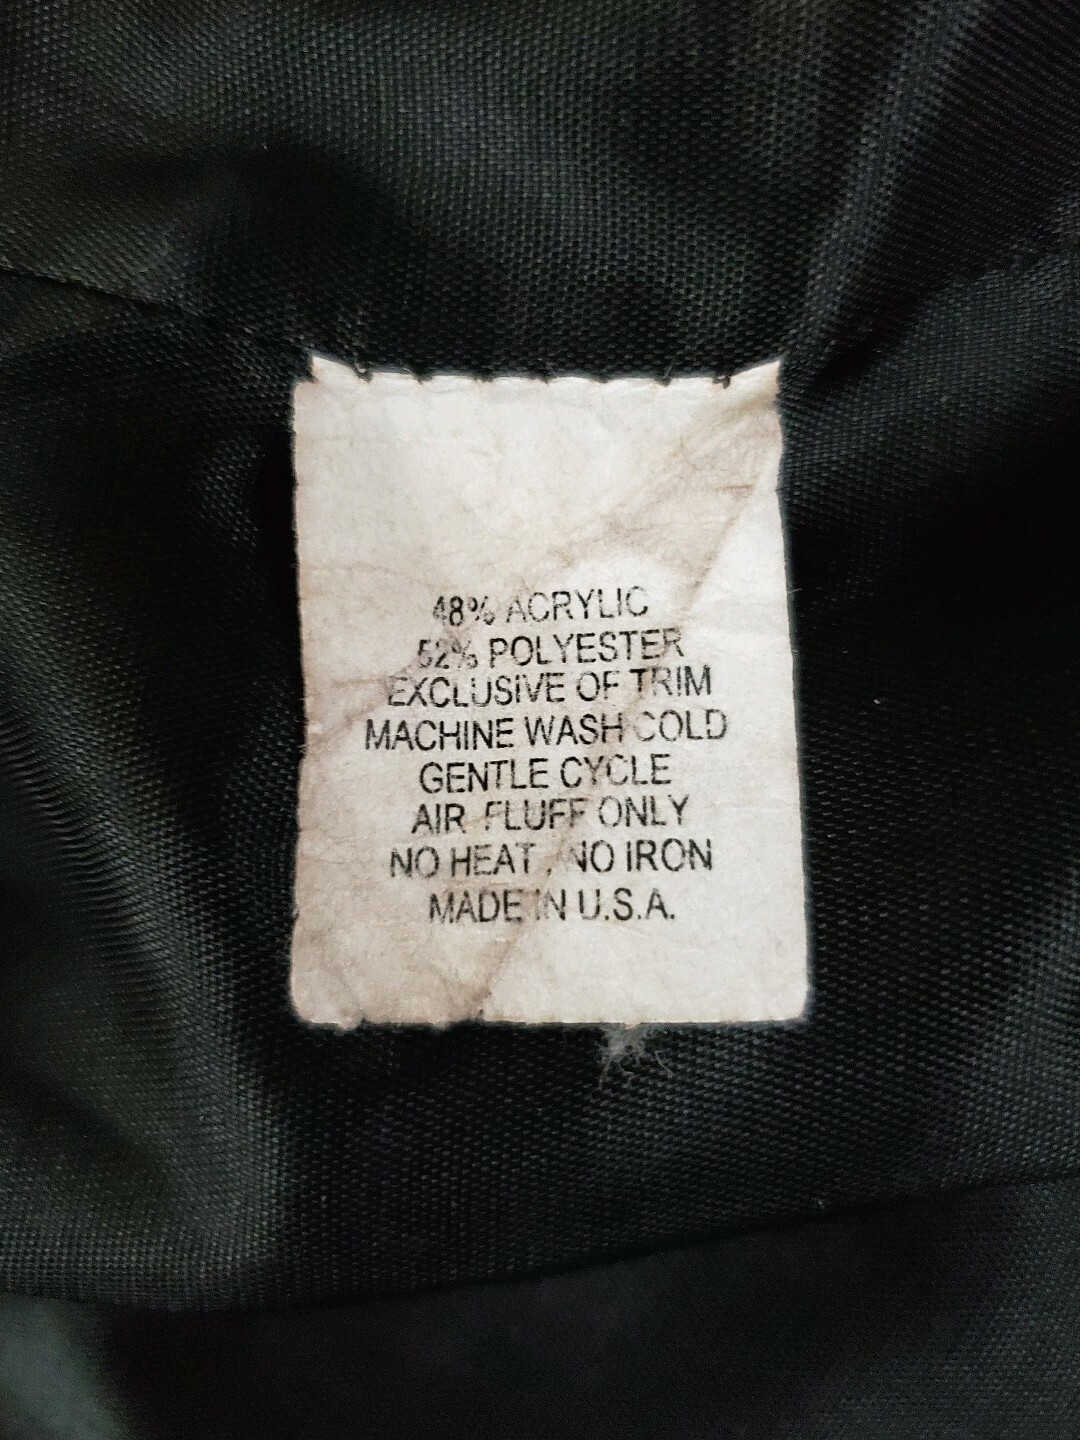 48% ACRYLIC
52% POLYESTER
EXCLUSIVE OF TRIM
MACHINE WASH COLD
GENTLE CYCLE
AIR FLUFF ONLY
NO HEAT , NO IRON
MADE IN U.S.A.